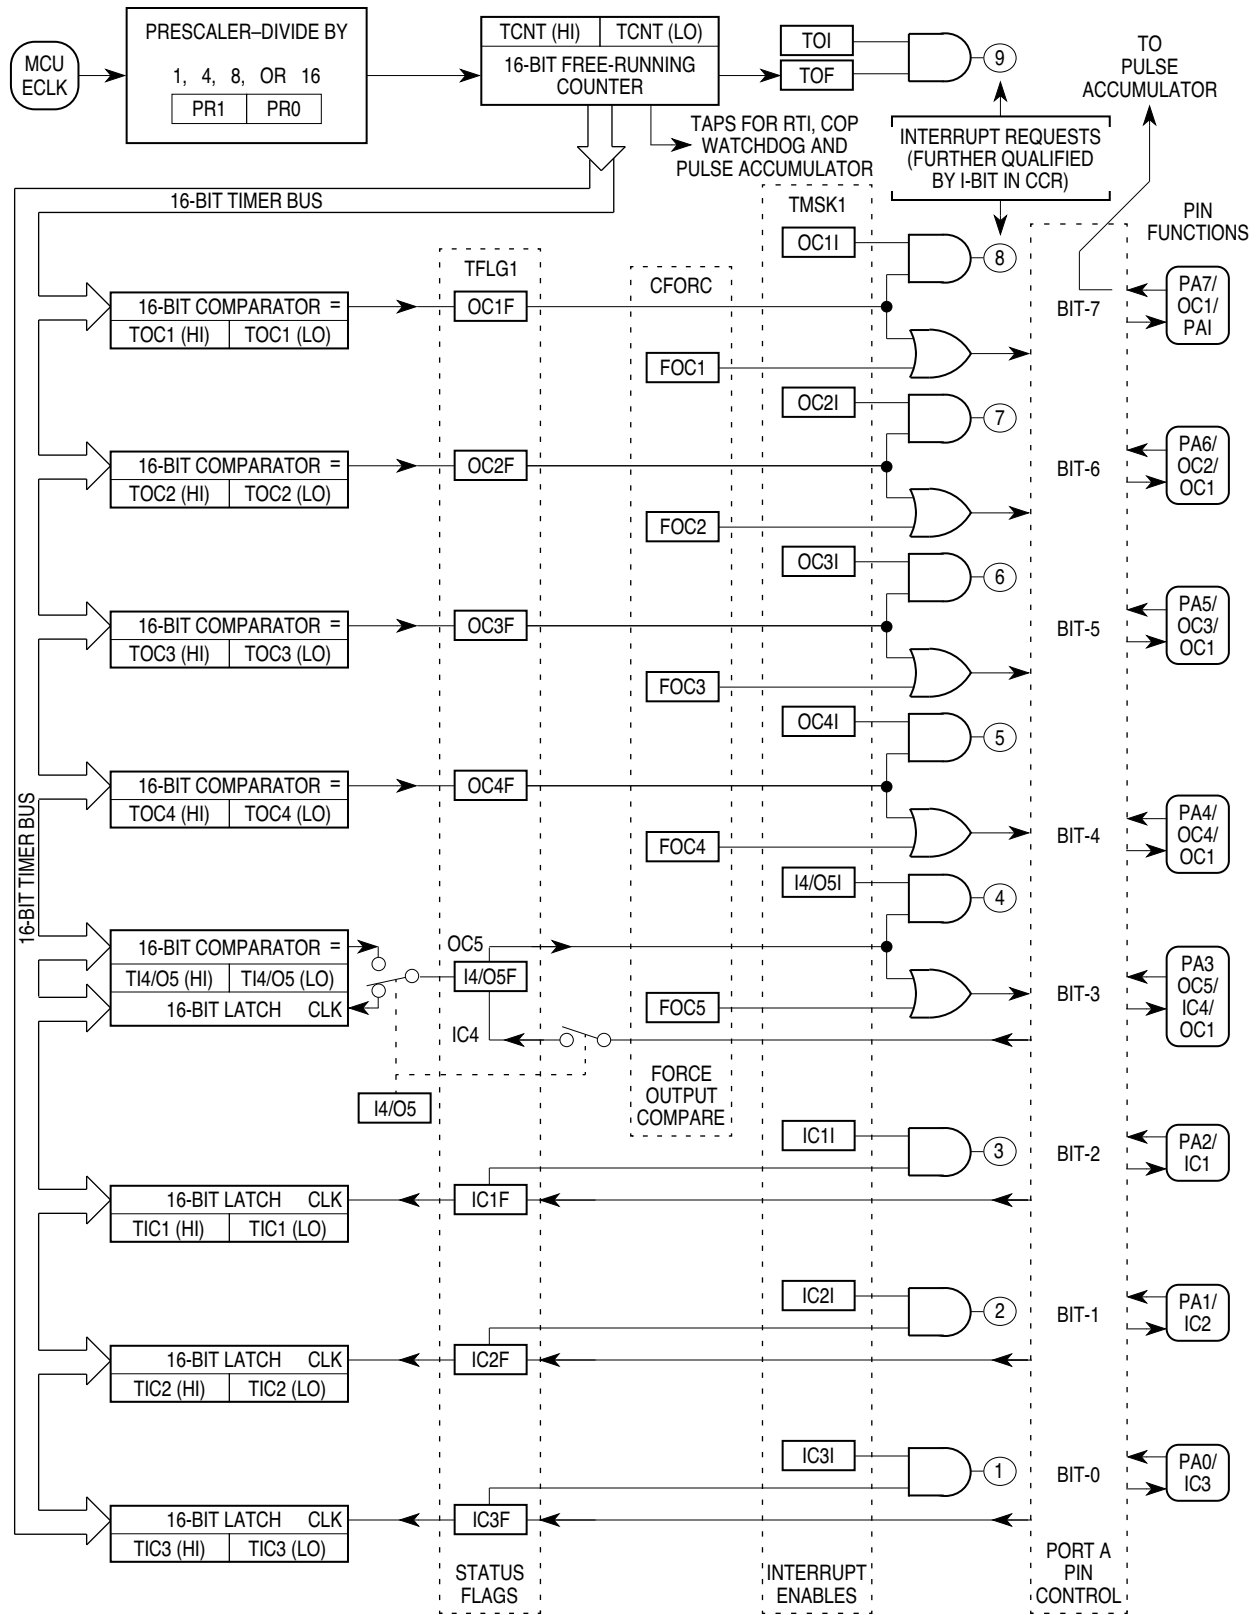 MCU
ECLK
PRESCALER–DIVIDE BY
1, 4, 8, OR 16
PR1 PR0
TCNT (HI) TCNT (LO)
16-BIT FREE-RUNNING
COUNTER
TOI
TOF
9
TO
PULSE
ACCUMULATOR
TAPS FOR RTI, COP
WATCHDOG AND
PULSE ACCUMULATOR
INTERRUPT REQUESTS
(FURTHER QUALIFIED
BY I-BIT IN CCR)
16-BIT TIMER BUS
TMSK1
PIN
FUNCTIONS
OC1I
8
TFLG1
CFORC
16-BIT COMPARATOR =
TOC1 (HI) TOC1 (LO)
OC1F
FOC1
BIT-7
PA7/
OC1/
PAI
OC2I
7
16-BIT COMPARATOR =
TOC2 (HI) TOC2 (LO)
OC2F
FOC2
BIT-6
PA6/
OC2/
OC1
OC3I
6
16-BIT COMPARATOR =
TOC3 (HI) TOC3 (LO)
OC3F
FOC3
BIT-5
PA5/
OC3/
OC1
OC4I
5
16-BIT COMPARATOR =
TOC4 (HI) TOC4 (LO)
OC4F
FOC4
BIT-4
PA4/
OC4/
OC1
16-BIT TIMER BUS
I4/O5I
4
16-BIT COMPARATOR =
TI4/O5 (HI) TI4/O5 (LO)
16-BIT LATCH CLK
OC5
I4/O5F
IC4
FOC5
BIT-3
PA3
OC5/
IC4/
OC1
I4/O5
FORCE
OUTPUT
COMPARE
IC1I
3
BIT-2
PA2/
IC1
16-BIT LATCH CLK
TIC1 (HI) TIC1 (LO)
IC1F
IC2I
2
BIT-1
PA1/
IC2
16-BIT LATCH CLK
TIC2 (HI) TIC2 (LO)
IC2F
IC3I
1
BIT-0
PA0/
IC3
16-BIT LATCH CLK
TIC3 (HI) TIC3 (LO)
IC3F
STATUS
FLAGS
INTERRUPT
ENABLES
PORT A
PIN
CONTROL